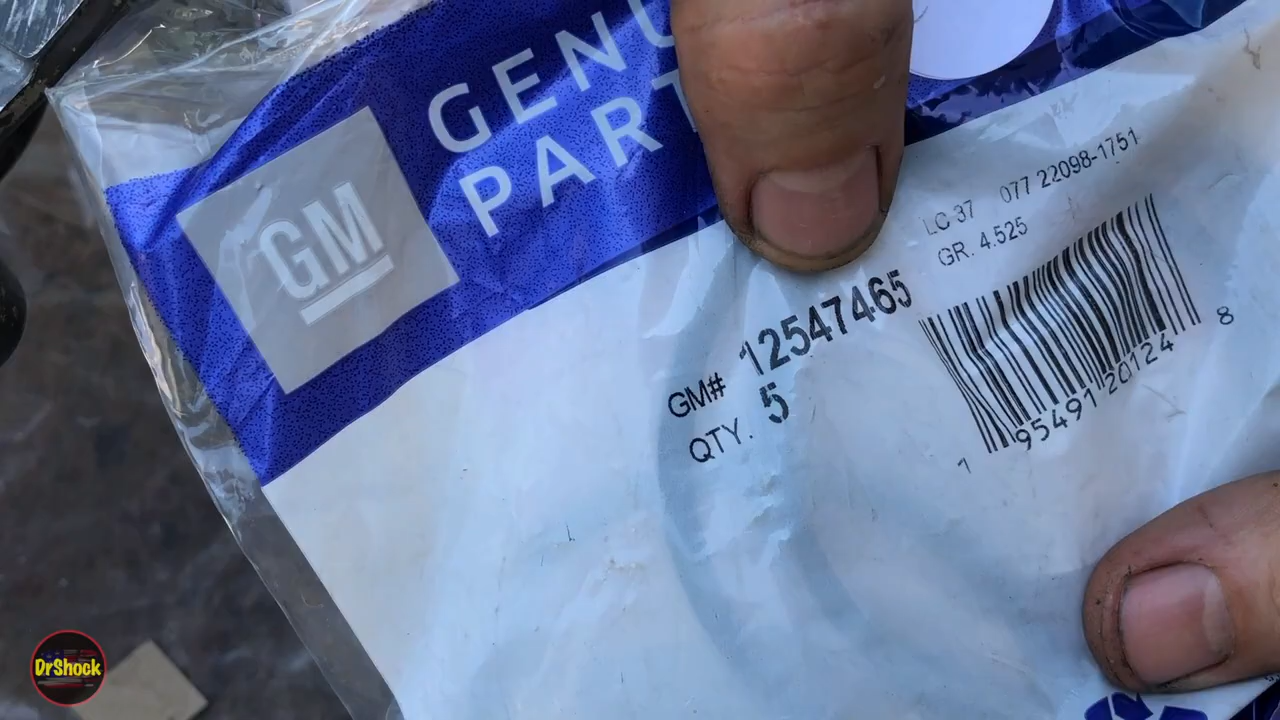 GM
GENU
PART
LC 37 077 22098-1751
GR. 4.525
GM# 12547465
QTY. 5
1 95491 20124 8
DrShock